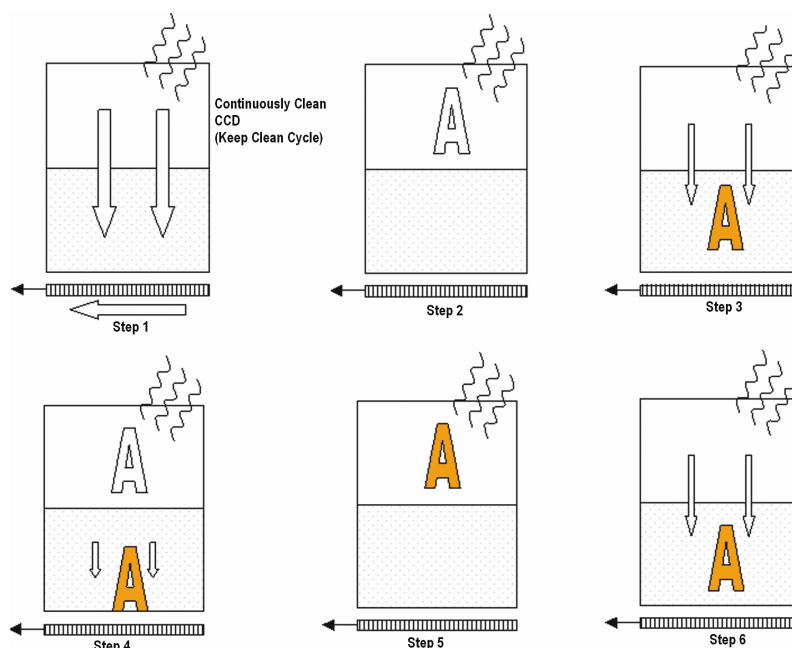 Continuously Clean
CCD
(Keep Clean Cycle)
A
A
Step 1
Step 2
Step 3
A
A
A
A
Step 4
Step 5
Step 6